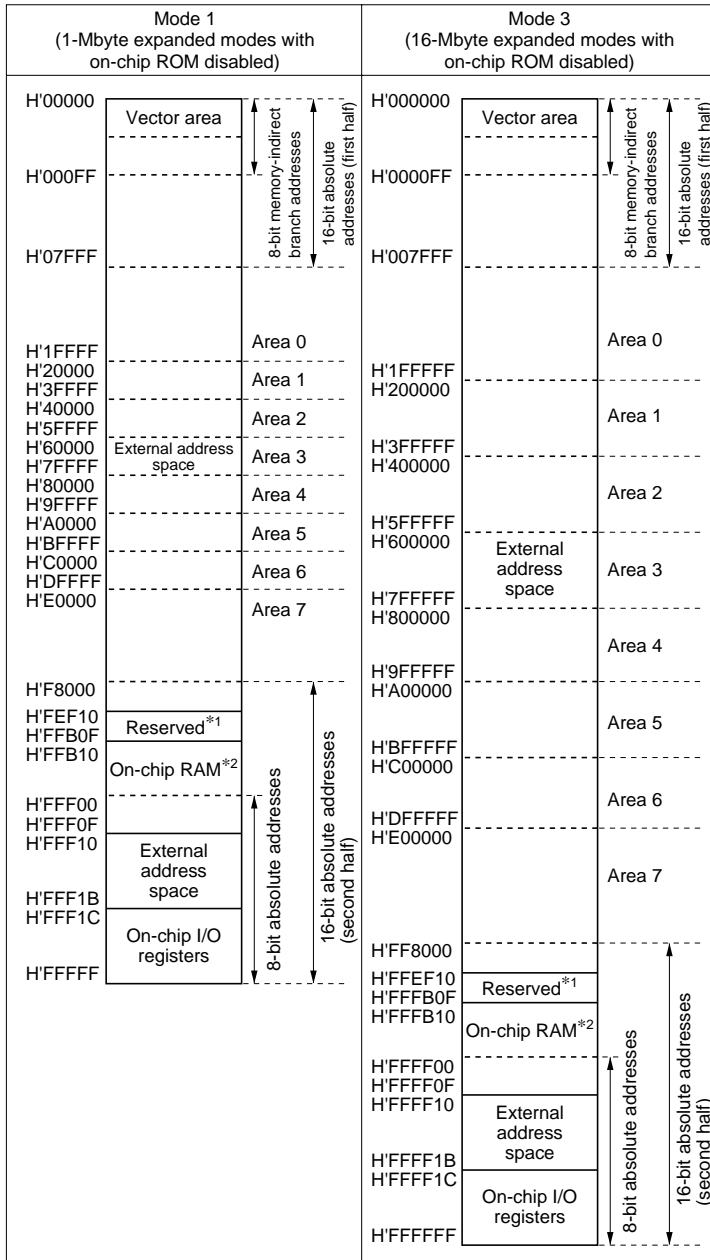 Mode 1
(1-Mbyte expanded modes with
on-chip ROM disabled)
H'00000
Vector area
H'000FF
H'07FFF
8-bit memory-indirect
branch addresses
16-bit absolute
addresses (first half)
H'1FFFF
Area 0
H'20000
H'3FFFF
Area 1
H'40000
H'5FFFF
Area 2
H'60000
H'7FFFF
External address
space
Area 3
H'80000
H'9FFFF
Area 4
H'A0000
H'BFFFF
Area 5
H'C0000
H'DFFFF
Area 6
H'E0000
Area 7
H'F8000
H'FEF10
Reserved*1
H'FFB0F
H'FFB10
On-chip RAM*2
H'FFF00
H'FFF0F
H'FFF10
External
address
space
H'FFF1B
H'FFF1C
On-chip I/O
registers
H'FFFFF
8-bit absolute addresses
16-bit absolute addresses
(second half)
Mode 3
(16-Mbyte expanded modes with
on-chip ROM disabled)
H'000000
Vector area
H'0000FF
H'007FFF
8-bit memory-indirect
branch addresses
16-bit absolute
addresses (first half)
Area 0
H'1FFFFF
H'200000
Area 1
H'3FFFFF
H'400000
Area 2
H'5FFFFF
H'600000
External
address
space
Area 3
H'7FFFFF
H'800000
Area 4
H'9FFFFF
H'A00000
Area 5
H'BFFFFF
H'C00000
Area 6
H'DFFFFF
H'E00000
Area 7
H'FF8000
H'FFEF10
Reserved*1
H'FFFB0F
H'FFFB10
On-chip RAM*2
H'FFFF00
H'FFFF0F
H'FFFF10
External
address
space
H'FFFF1B
H'FFFF1C
On-chip I/O
registers
H'FFFFFF
8-bit absolute addresses
16-bit absolute addresses
(second half)